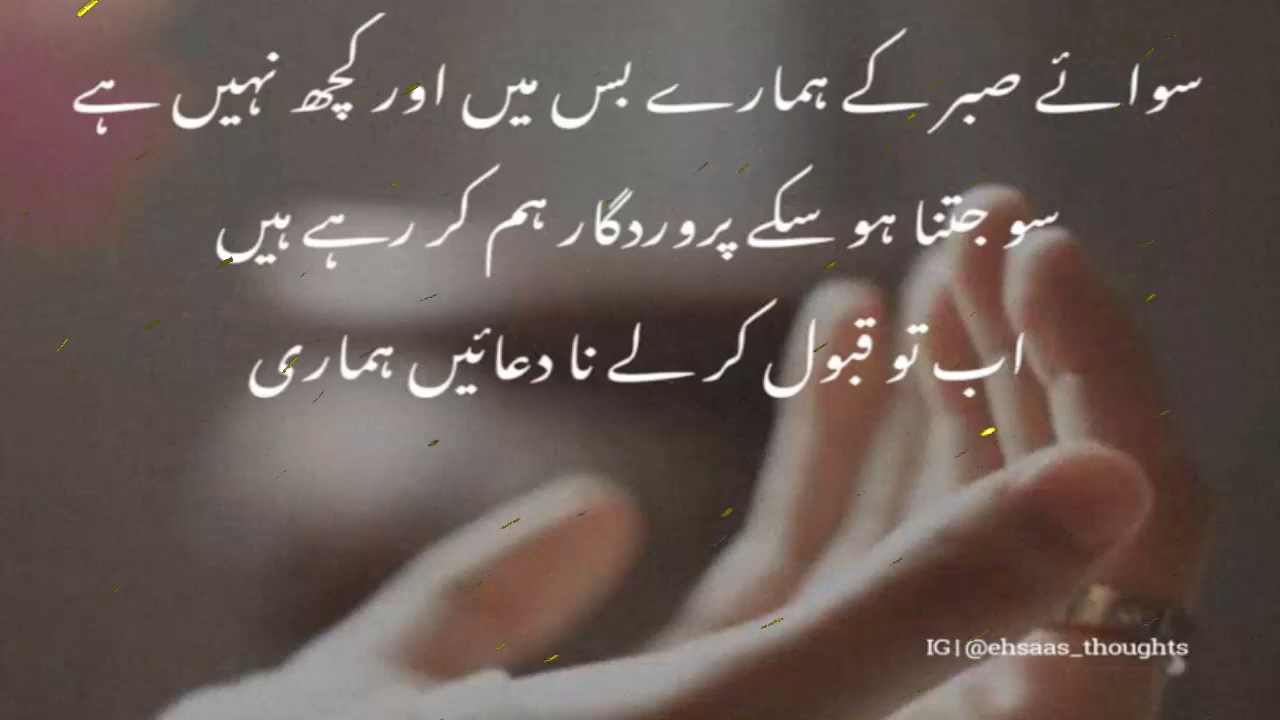 سوائے صبر کے ہمارے بس میں اور کچھ نہیں ہے
سو جتنا ہو سکے پروردگار ہم کر رہے ہیں
اب تو قبول کر لے نا دعائیں ہماری
IG | @ehsaas_thoughts